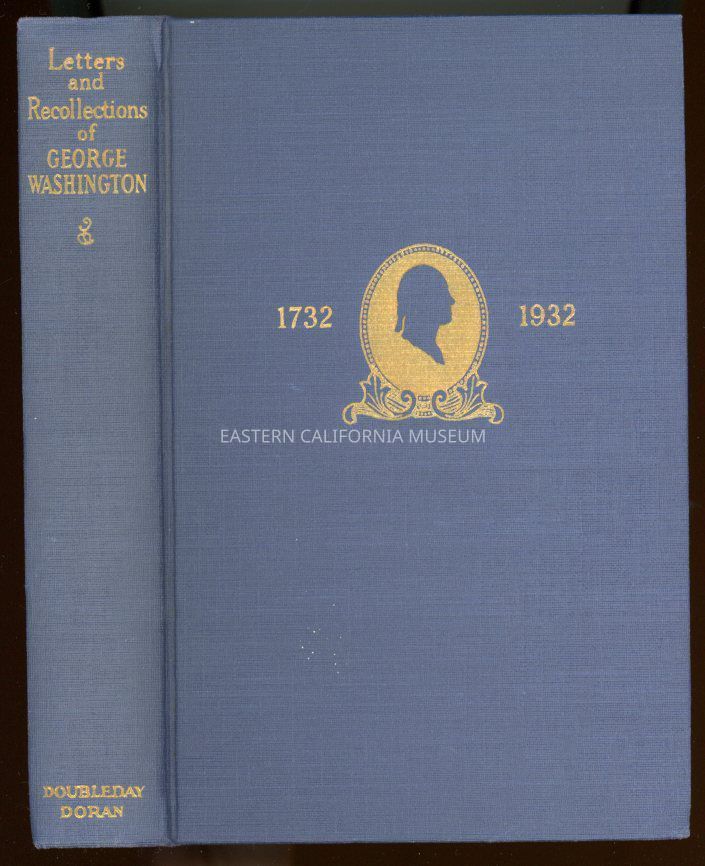 Letters
and
Recollections
of
GEORGE
WASHINGTON
DOUBLEDAY
DORAN
1732 1932
EASTERN CALIFORNIA MUSEUM